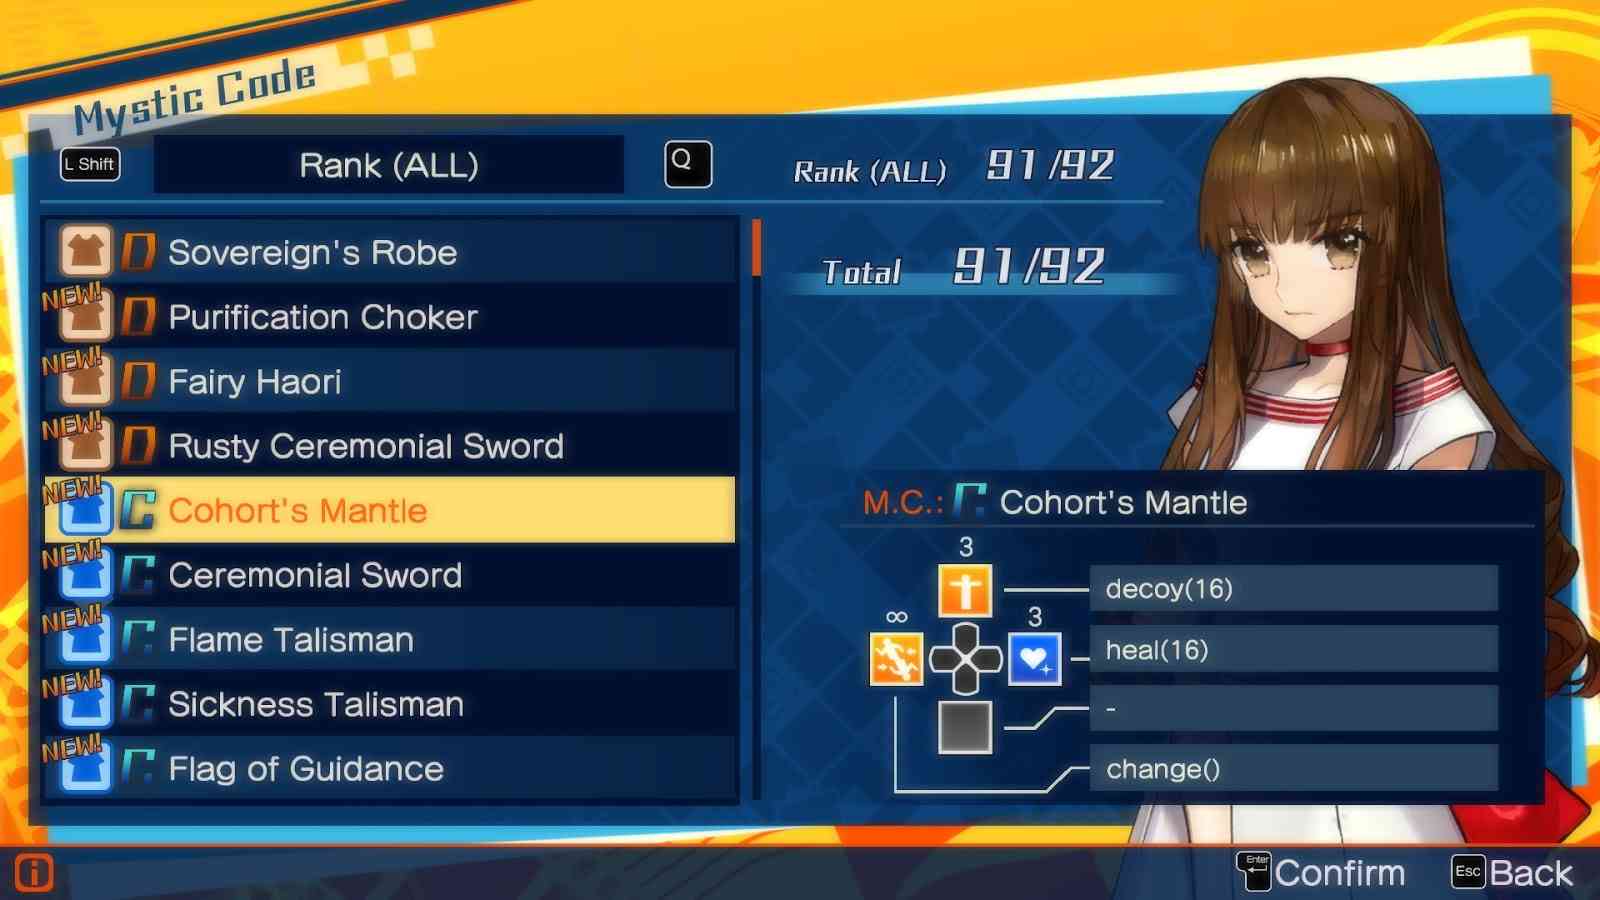 Mystic Code
L Shift
Rank (ALL)
Q
Rank (ALL) 91/92
Total 91/92
D Sovereign's Robe
NEW! D Purification Choker
NEW! D Fairy Haori
NEW! D Rusty Ceremonial Sword
NEW! C Cohort's Mantle
NEW! C Ceremonial Sword
NEW! C Flame Talisman
NEW! C Sickness Talisman
NEW! C Flag of Guidance
M.C.: C Cohort's Mantle
3
∞
3
decoy(16)
heal(16)
-
change()
i
Enter Confirm
Esc Back